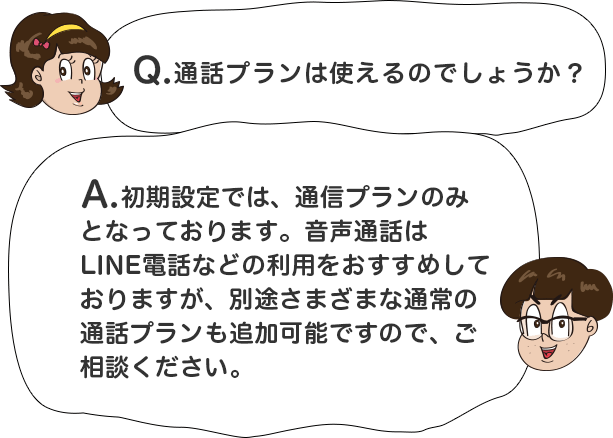 Q.通話プランは使えるのでしょうか？
A.初期設定では、通信プランのみ
となっております。音声通話は
LINE電話などの利用をおすすめして
おりますが、別途さまざまな通常の
通話プランも追加可能ですので、ご
相談ください。